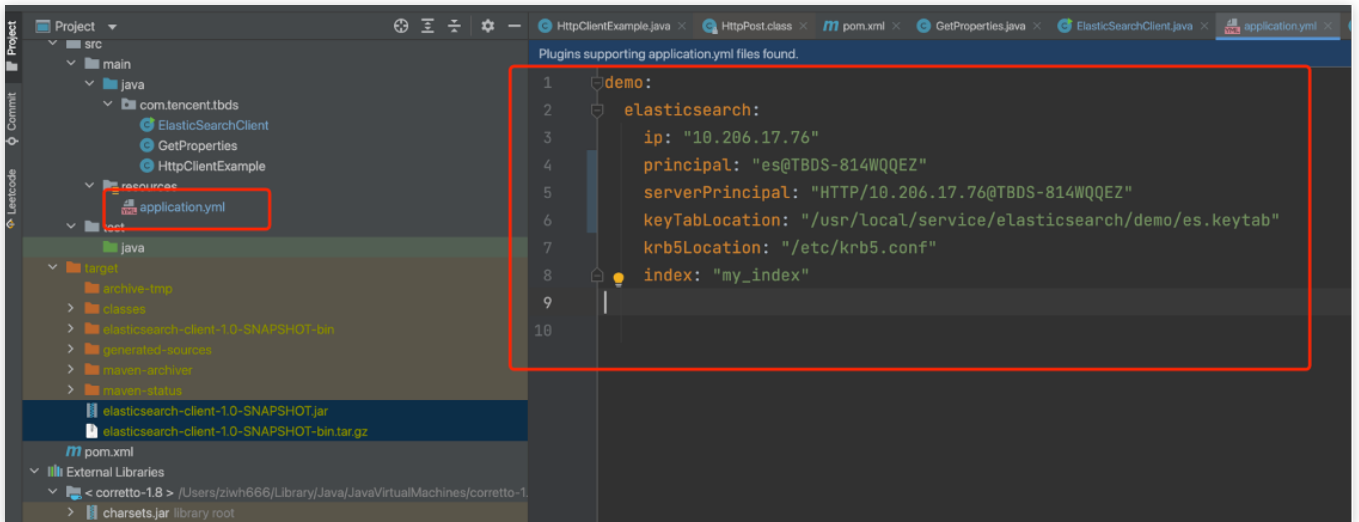 Project
HttpClientExample.java
HttpPost.class
pom.xml
GetProperties.java
ElasticSearchClient.java
application.yml
Plugins supporting application.yml files found.
Project
Commit
Leetcode
src
main
java
com.tencent.tbds
ElasticSearchClient
GetProperties
HttpClientExample
resources
application.yml
test
java
target
archive-tmp
classes
elasticsearch-client-1.0-SNAPSHOT-bin
generated-sources
maven-archiver
maven-status
elasticsearch-client-1.0-SNAPSHOT.jar
elasticsearch-client-1.0-SNAPSHOT-bin.tar.gz
pom.xml
External Libraries
< corretto-1.8 > /Users/ziwh666/Library/Java/JavaVirtualMachines/corretto-1.
charsets.jar library root
1 demo:
2 elasticsearch:
3 ip: "10.206.17.76"
4 principal: "es@TBDS-814WQQEZ"
5 serverPrincipal: "HTTP/10.206.17.76@TBDS-814WQQEZ"
6 keyTabLocation: "/usr/local/service/elasticsearch/demo/es.keytab"
7 krb5Location: "/etc/krb5.conf"
8 index: "my_index"
9
10